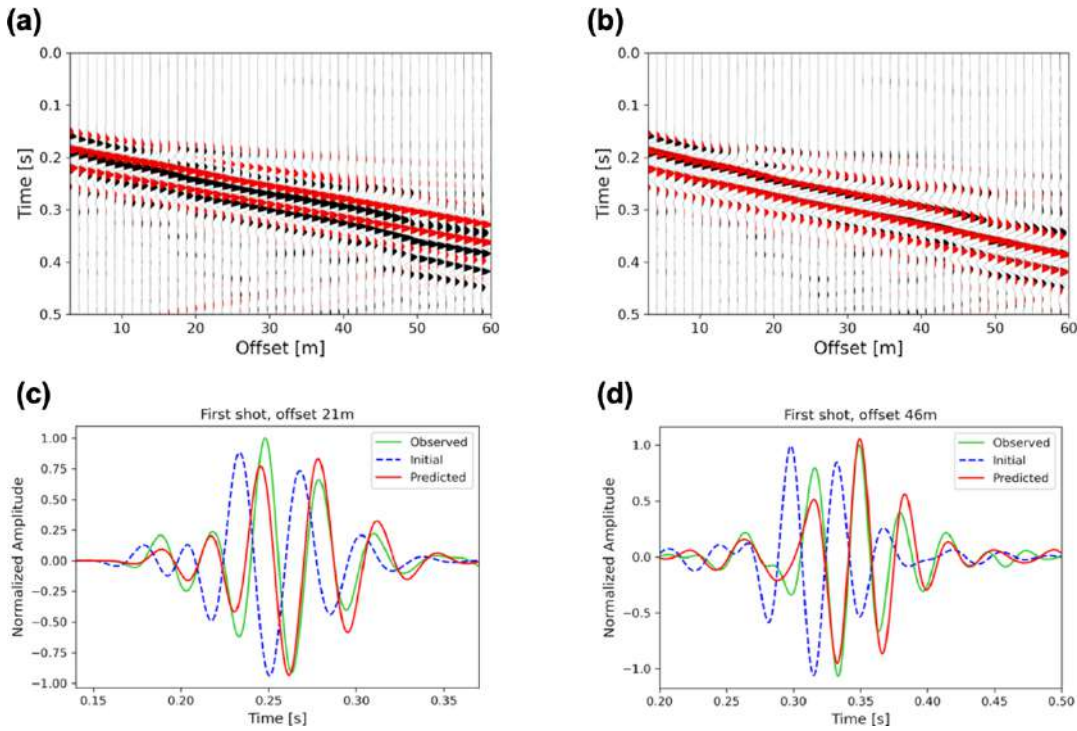 (a)
(b)
0.0
0.1
0.2
0.3
0.4
0.5
Time [s]
10
20
30
40
50
60
Offset [m]
0.0
0.1
0.2
0.3
0.4
0.5
Time [s]
10
20
30
40
50
60
Offset [m]
(c)
(d)
First shot, offset 21m
1.00
0.75
0.50
0.25
0.00
−0.25
−0.50
−0.75
−1.00
Normalized Amplitude
Observed
Initial
Predicted
0.15
0.20
0.25
0.30
0.35
Time [s]
First shot, offset 46m
1.0
0.5
0.0
−0.5
−1.0
Normalized Amplitude
Observed
Initial
Predicted
0.20
0.25
0.30
0.35
0.40
0.45
0.50
Time [s]